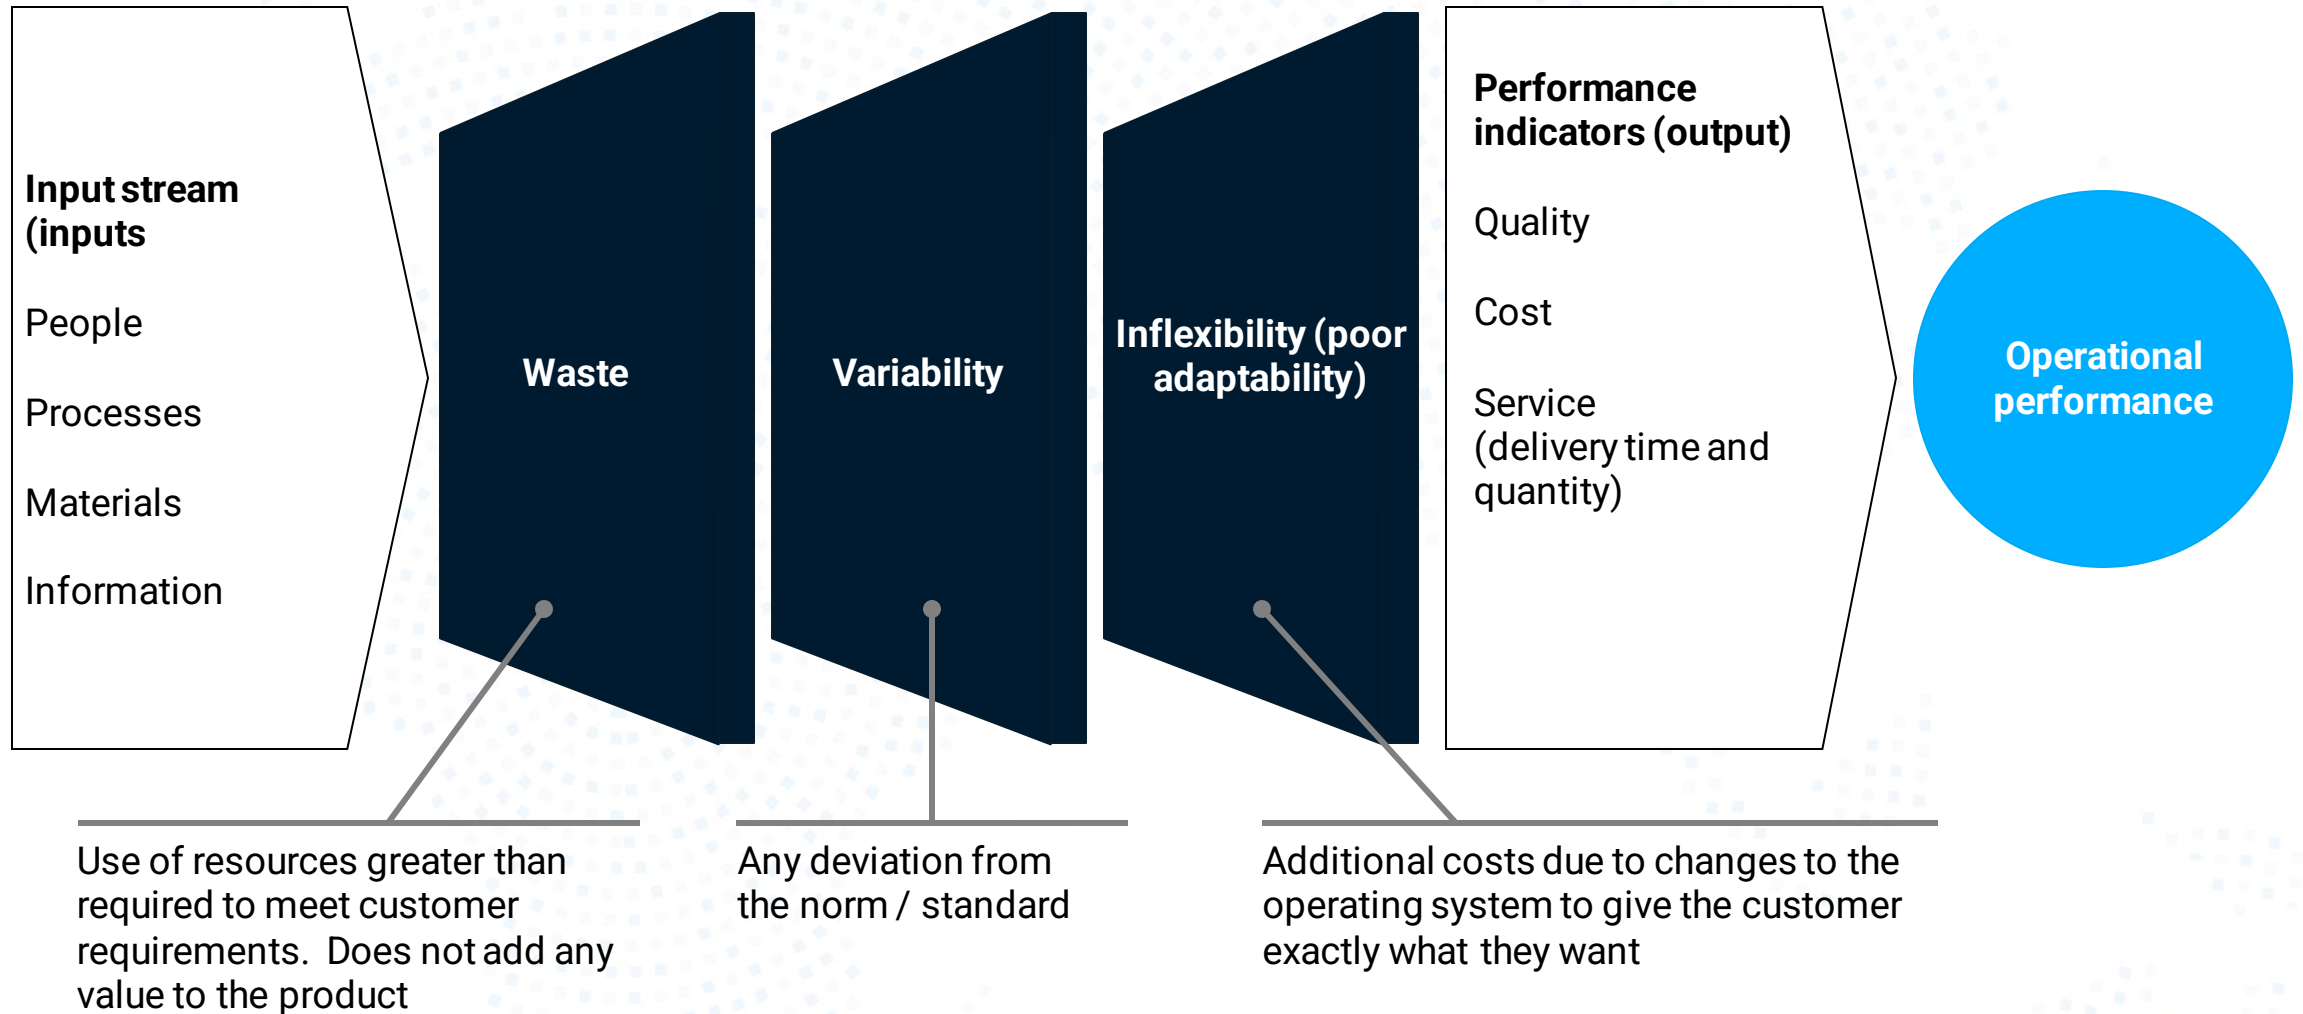 Input stream
(inputs
People
Processes
Materials
Information
Waste
Variability
Inflexibility (poor
adaptability)
Performance
indicators (output)
Quality
Cost
Service
(delivery time and
quantity)
Operational
performance
Use of resources greater than
required to meet customer
requirements.  Does not add any
value to the product
Any deviation from
the norm / standard
Additional costs due to changes to the
operating system to give the customer
exactly what they want